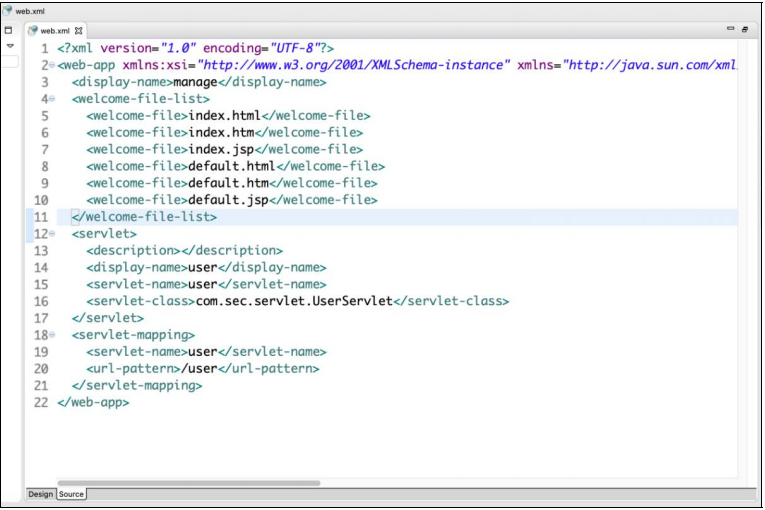 web.xml
web.xml
1 <?xml version="1.0" encoding="UTF-8"?>
2 <web-app xmlns:xsi="http://www.w3.org/2001/XMLSchema-instance" xmlns="http://java.sun.com/xml
3 <display-name>manage</display-name>
4 <welcome-file-list>
5 <welcome-file>index.html</welcome-file>
6 <welcome-file>index.htm</welcome-file>
7 <welcome-file>index.jsp</welcome-file>
8 <welcome-file>default.html</welcome-file>
9 <welcome-file>default.htm</welcome-file>
10 <welcome-file>default.jsp</welcome-file>
11 </welcome-file-list>
12 <servlet>
13 <description></description>
14 <display-name>user</display-name>
15 <servlet-name>user</servlet-name>
16 <servlet-class>com.sec.servlet.UserServlet</servlet-class>
17 </servlet>
18 <servlet-mapping>
19 <servlet-name>user</servlet-name>
20 <url-pattern>/user</url-pattern>
21 </servlet-mapping>
22 </web-app>
Design Source